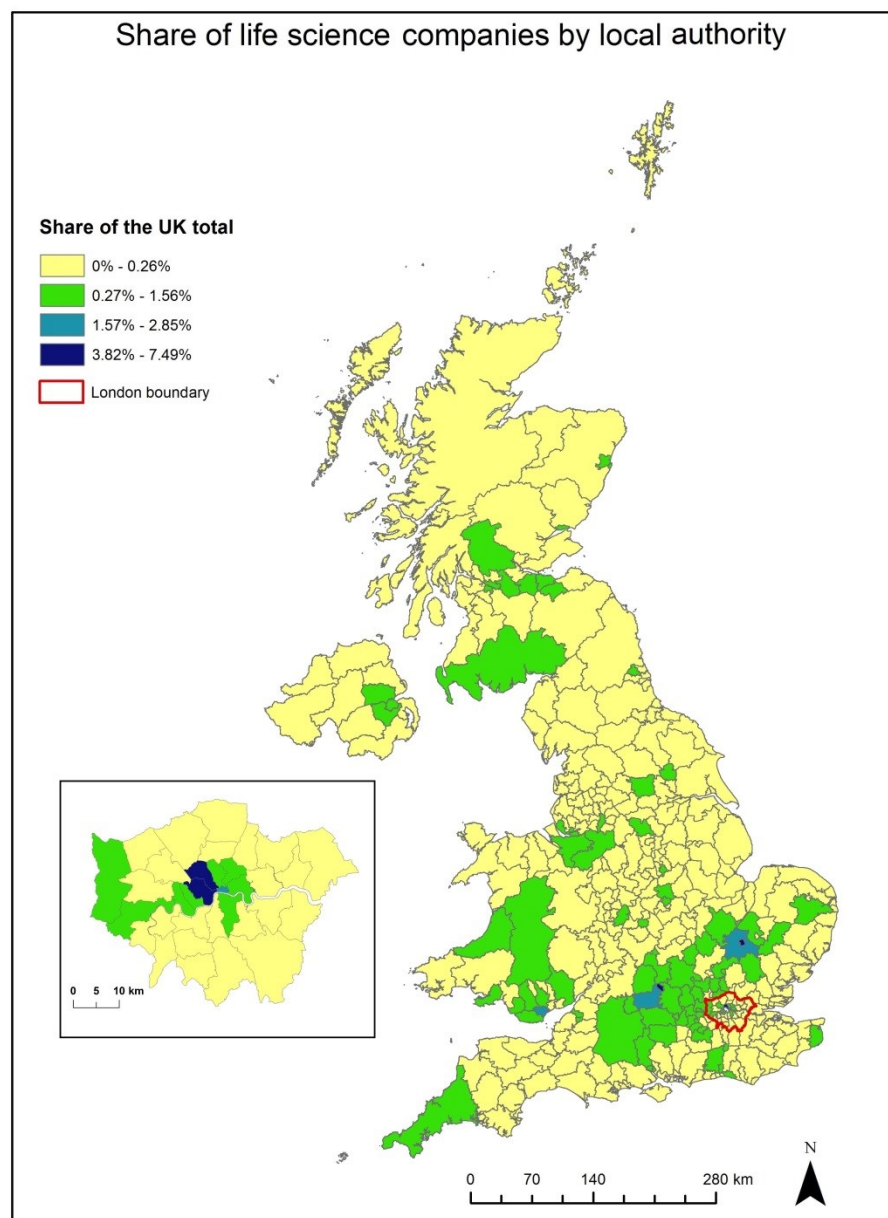 Share of life science companies by local authority
Share of the UK total
0% - 0.26%
0.27% - 1.56%
1.57% - 2.85%
3.82% - 7.49%
London boundary
0 5 10 km
N
0 70 140 280 km